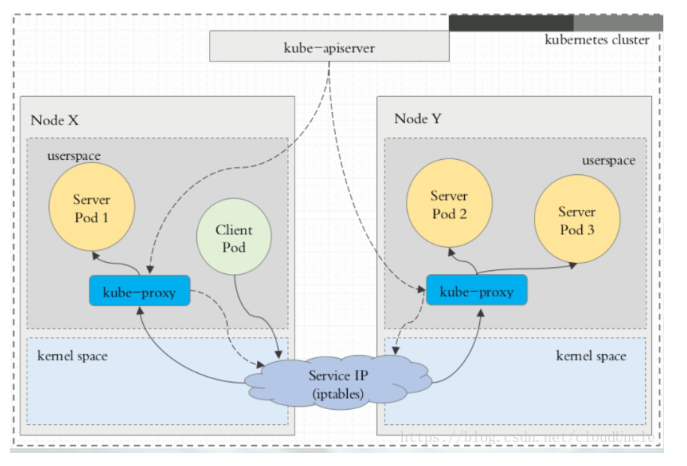 kube-apiserver
kubernetes cluster
Node X
userspace
Server
Pod 1
Client
Pod
kube-proxy
kernel space
Node Y
userspace
Server
Pod 2
Server
Pod 3
kube-proxy
kernel space
Service IP
(iptables)
https://blog.csdn.net/cloudUncle